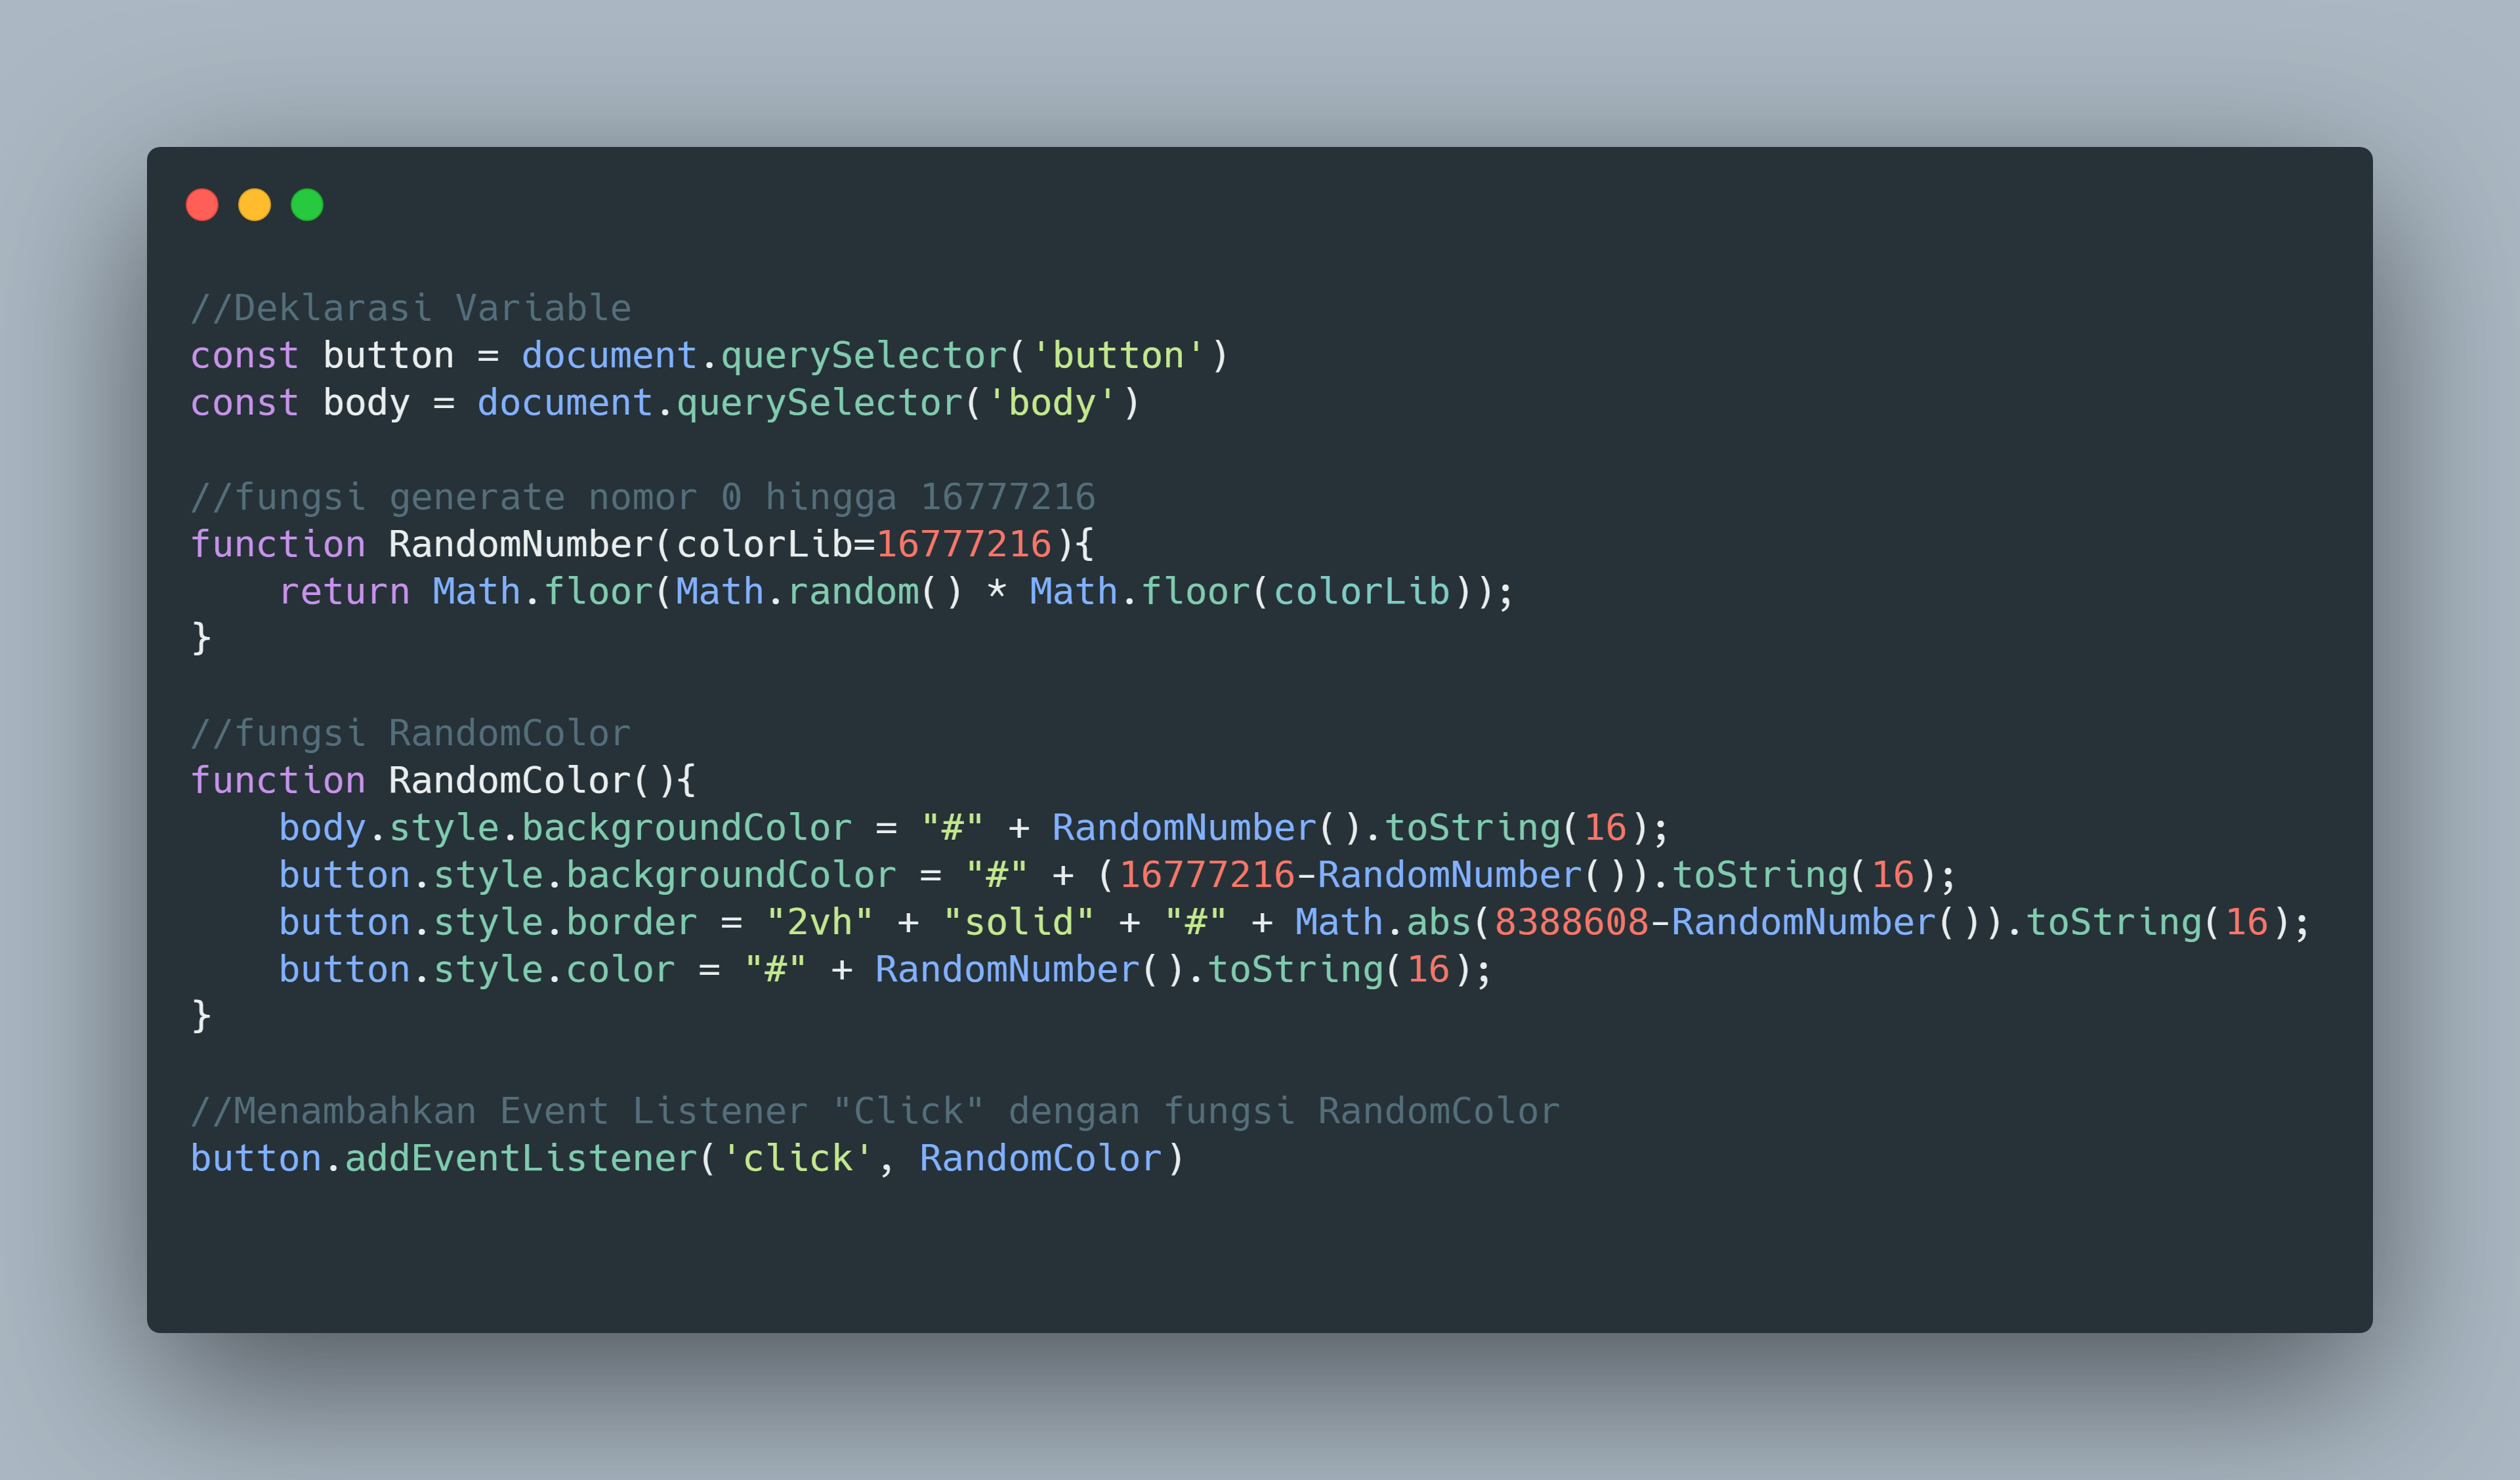 //Deklarasi Variable
const button = document.querySelector('button')
const body = document.querySelector('body')

//fungsi generate nomor 0 hingga 16777216
function RandomNumber(colorLib=16777216){
    return Math.floor(Math.random() * Math.floor(colorLib));
}

//fungsi RandomColor
function RandomColor(){
    body.style.backgroundColor = "#" + RandomNumber().toString(16);
    button.style.backgroundColor = "#" + (16777216-RandomNumber()).toString(16);
    button.style.border = "2vh" + "solid" + "#" + Math.abs(8388608-RandomNumber()).toString(16);
    button.style.color = "#" + RandomNumber().toString(16);
}

//Menambahkan Event Listener "Click" dengan fungsi RandomColor
button.addEventListener('click', RandomColor)